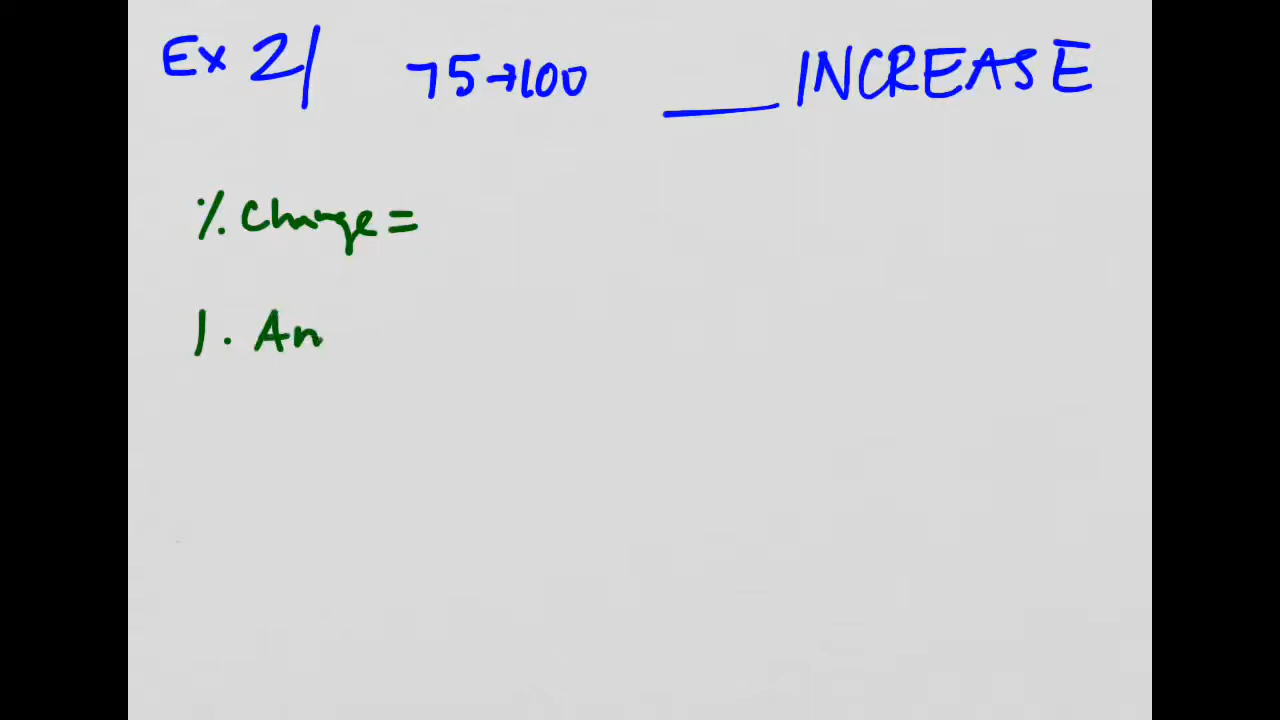 Ex 2/ 75→100 ___ INCREASE
% Change =
1. An